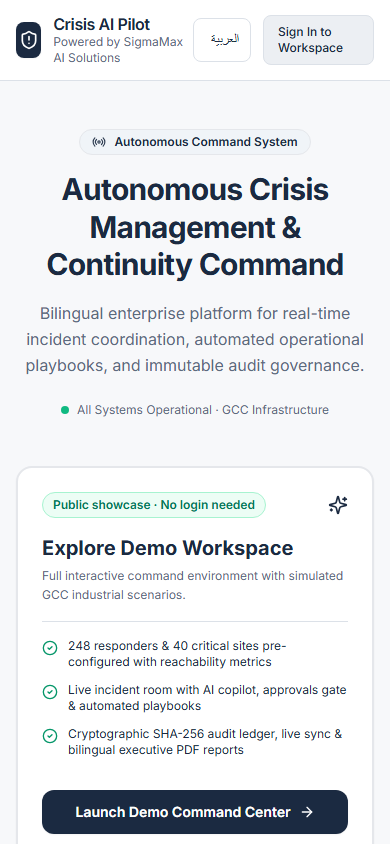 Crisis AI Pilot
Powered by SigmaMax
AI Solutions
العربية
Sign In to
Workspace
Autonomous Command System
Autonomous Crisis
Management &
Continuity Command
Bilingual enterprise platform for real-time
incident coordination, automated operational
playbooks, and immutable audit governance.
All Systems Operational · GCC Infrastructure
Public showcase · No login needed
Explore Demo Workspace
Full interactive command environment with simulated
GCC industrial scenarios.
248 responders & 40 critical sites pre-
configured with reachability metrics
Live incident room with AI copilot, approvals gate
& automated playbooks
Cryptographic SHA-256 audit ledger, live sync &
bilingual executive PDF reports
Launch Demo Command Center